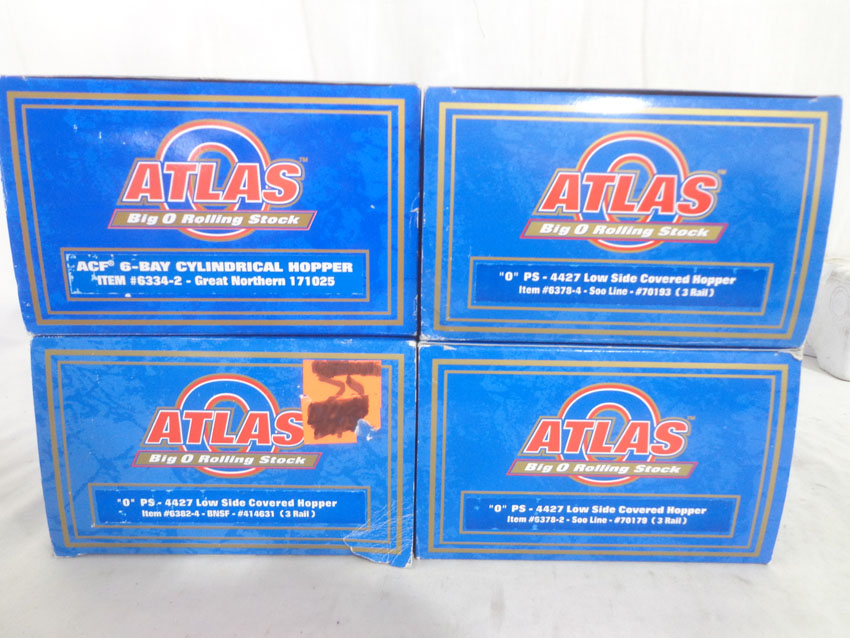 ATLAS™
Big O Rolling Stock
ACF® 6-BAY CYLINDRICAL HOPPER
ITEM #6334-2 - Great Northern 171025
ATLAS™
Big O Rolling Stock
"O" PS - 4427 Low Side Covered Hopper
Item #6378-4 - Soo Line - #70193 ( 3 Rail )
ATLAS
Big O Rolling Stock
"O" PS - 4427 Low Side Covered Hopper
Item #6382-4 - BNSF - #414631 ( 3 Rail )
ATLAS™
Big O Rolling Stock
"O" PS - 4427 Low Side Covered Hopper
Item #6378-2 - Soo Line - #70179 ( 3 Rail )